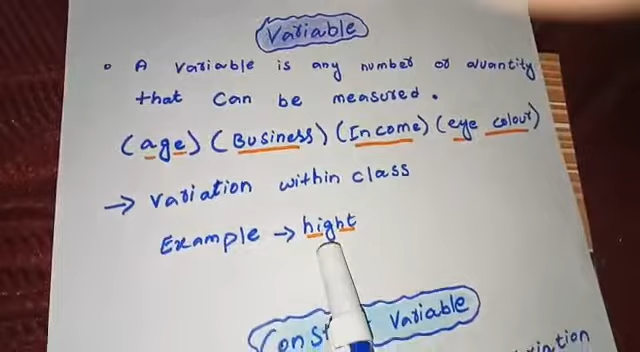 Variable
A variable is any number or quantity
that can be measured.
(age) (Business) (Income) (eye colour)
→ variation within class
Example → hight
Variable